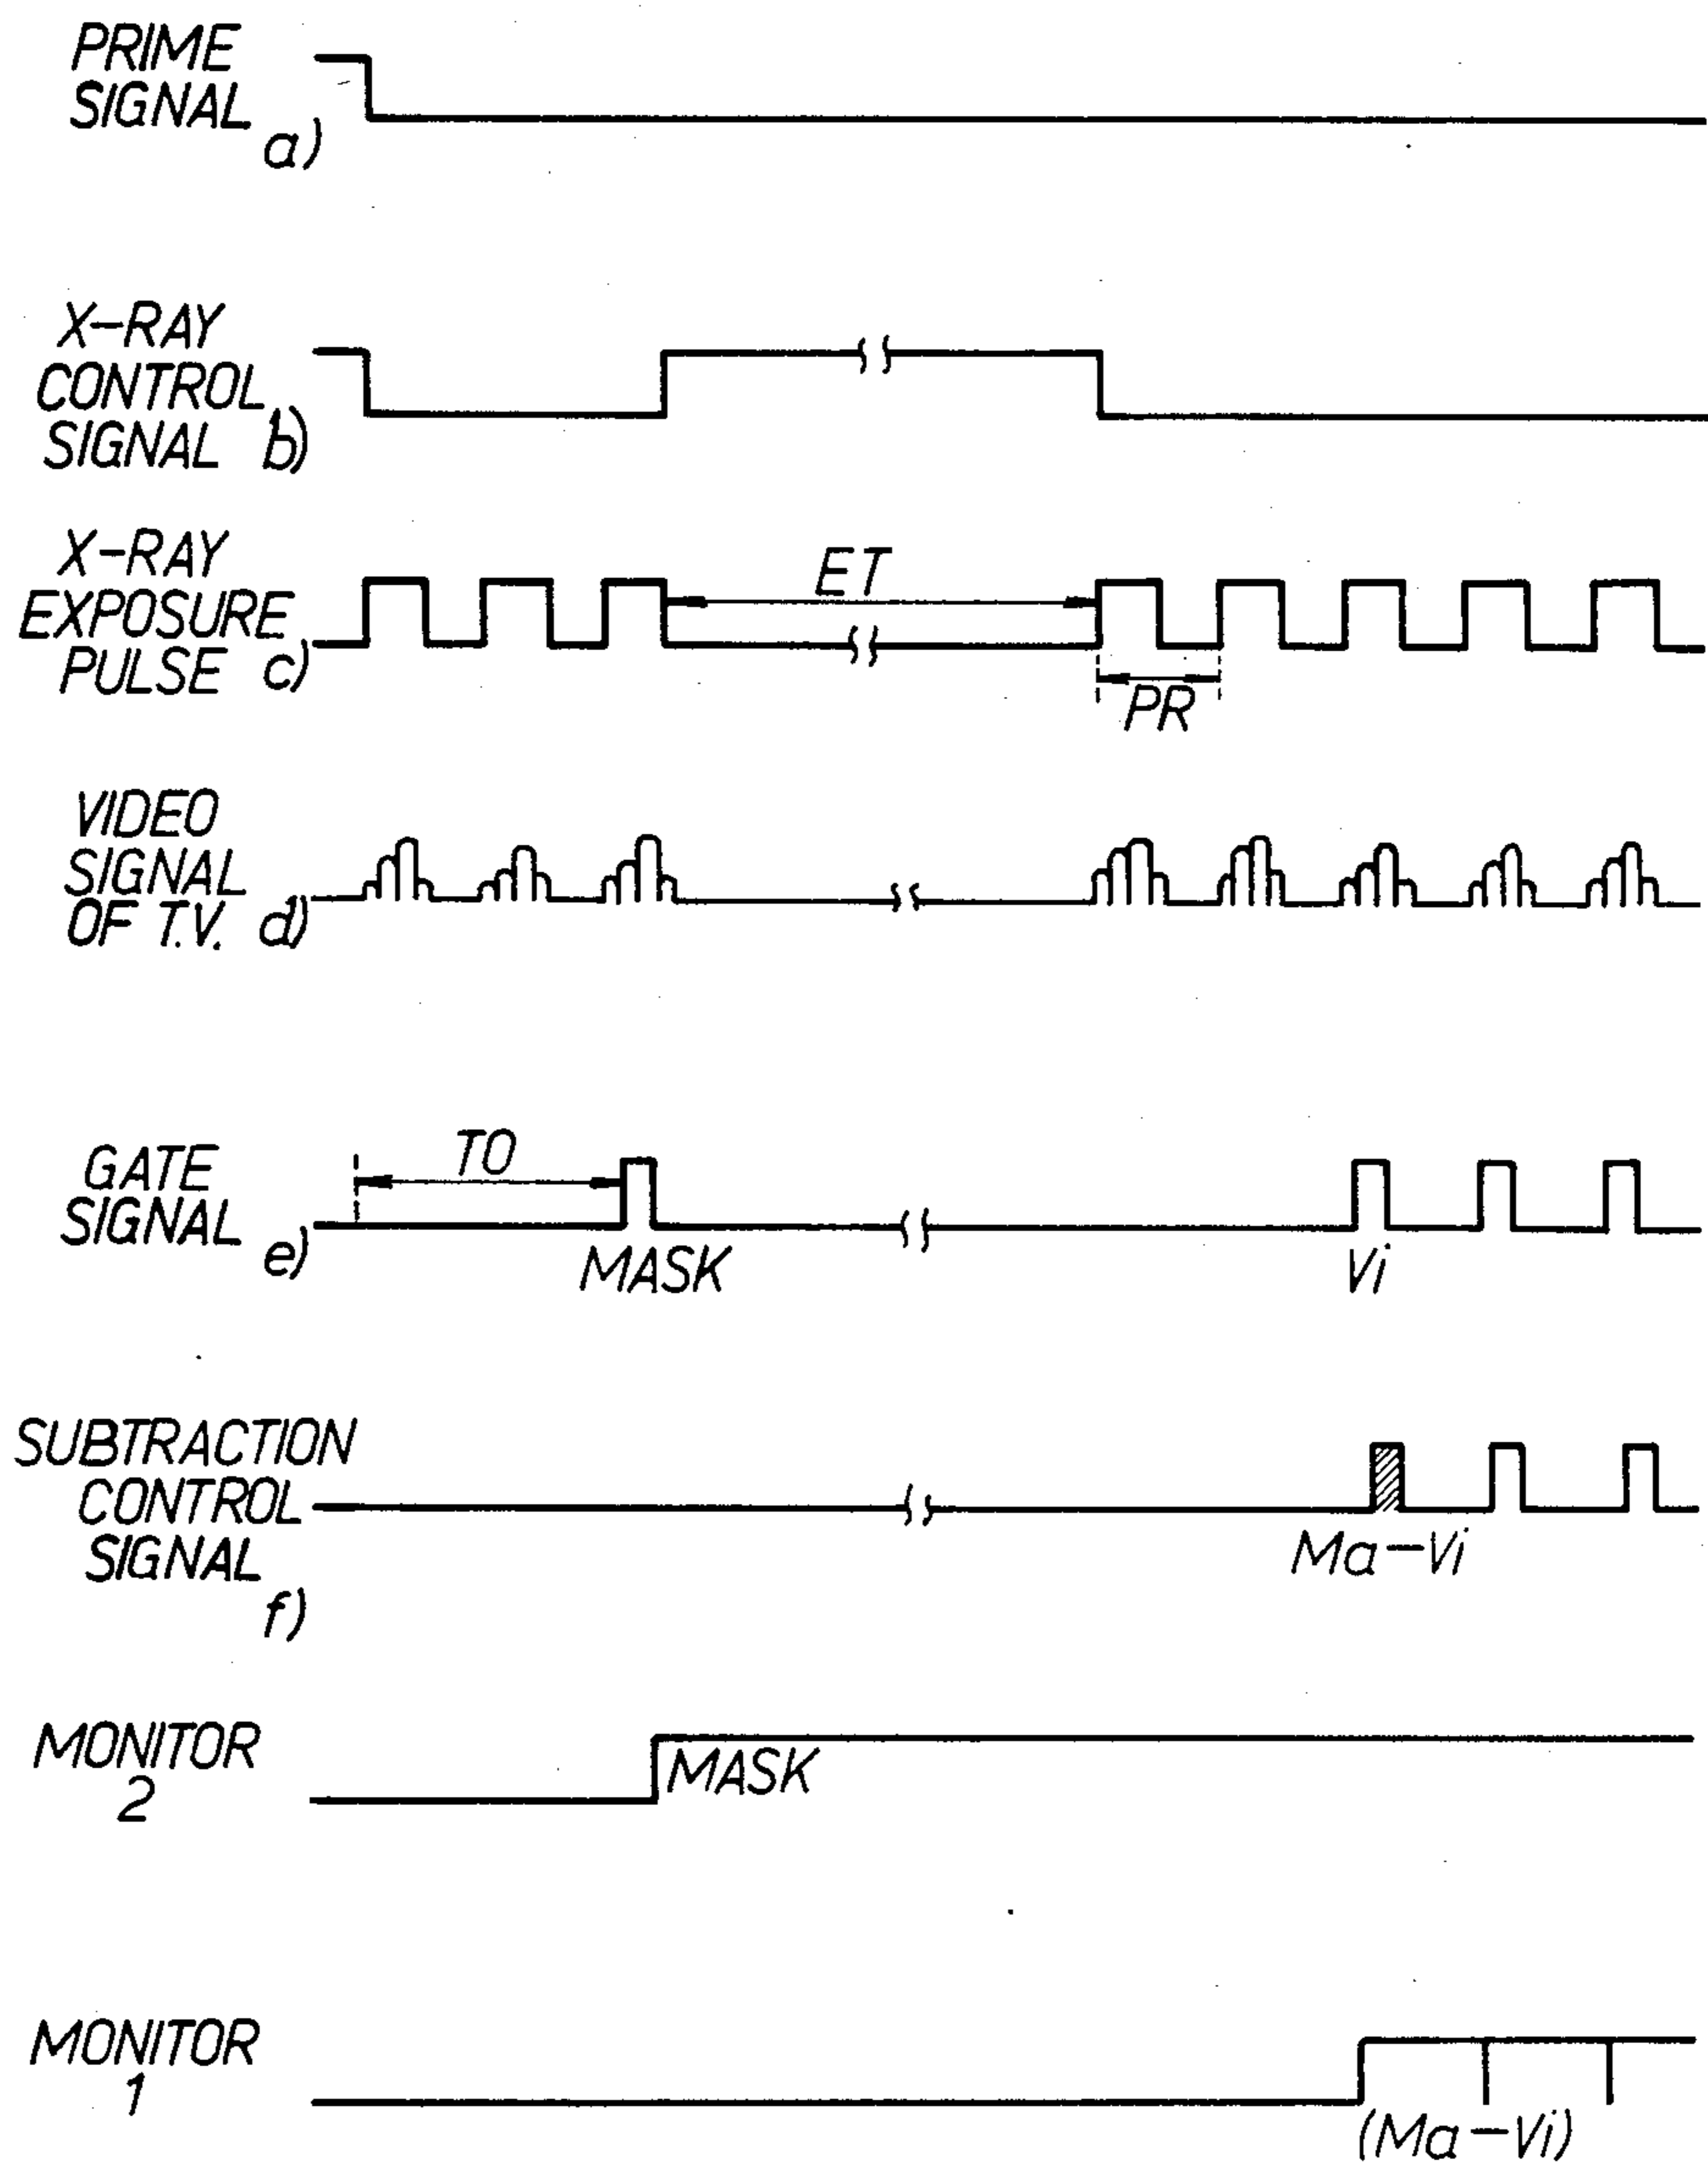 PRIME
SIGNAL
a)
X-RAY
CONTROL
SIGNAL b)
X-RAY
EXPOSURE
PULSE c)
ET
PR
VIDEO
SIGNAL
OF T.V. d)
GATE
SIGNAL
e)
TO
MASK
Vi
SUBTRACTION
CONTROL
SIGNAL
f)
Ma-Vi
MONITOR
2
MASK
MONITOR
1
(Ma-Vi)